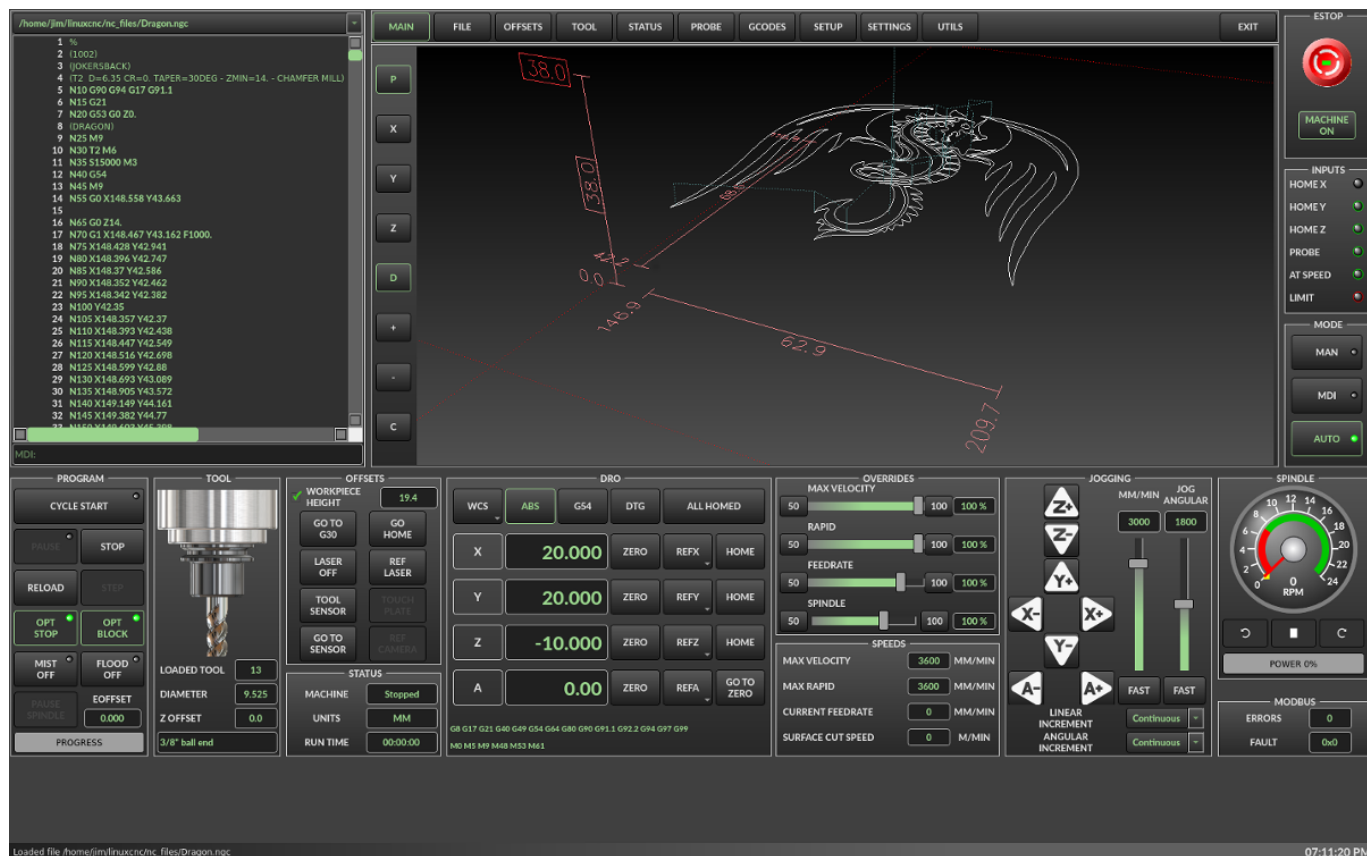 /home/jim/linuxcnc/nc_files/Dragon.ngc
1 %
2 (1002)
3 (JOKERSBACK)
4 (T2 D=6.35 CR=0. TAPER=30DEG - ZMIN=14. - CHAMFER MILL)
5 N10 G90 G94 G17 G91.1
6 N15 G21
7 N20 G53 G0 Z0.
8 (DRAGON)
9 N25 M9
10 N30 T2 M6
11 N35 S15000 M3
12 N40 G54
13 N45 M9
14 N55 G0 X148.558 Y43.663
15
16 N65 G0 Z14.
17 N70 G1 X148.467 Y43.162 F1000.
18 N75 X148.428 Y42.941
19 N80 X148.396 Y42.747
20 N85 X148.37 Y42.586
21 N90 X148.352 Y42.462
22 N95 X148.342 Y42.382
23 N100 Y42.35
24 N105 X148.357 Y42.37
25 N110 X148.393 Y42.438
26 N115 X148.447 Y42.549
27 N120 X148.516 Y42.698
28 N125 X148.599 Y42.88
29 N130 X148.693 Y43.089
30 N135 X148.905 Y43.572
31 N140 X149.149 Y44.161
32 N145 X149.382 Y44.77
MDI:
MAIN FILE OFFSETS TOOL STATUS PROBE GCODES SETUP SETTINGS UTILS EXIT
P
X
Y
Z
D
+
-
C
38.0
38.0
68.6
42.2
0.0
146.9
62.9
209.7
ESTOP
MACHINE
ON
INPUTS
HOME X
HOME Y
HOME Z
PROBE
AT SPEED
LIMIT
MODE
MAN
MDI
AUTO
PROGRAM
CYCLE START
PAUSE STOP
RELOAD STEP
OPT STOP OPT BLOCK
MIST OFF FLOOD OFF
PAUSE SPINDLE EOFFSET
0.000
PROGRESS
TOOL
LOADED TOOL 13
DIAMETER 9.525
Z OFFSET 0.0
3/8" ball end
OFFSETS
WORKPIECE HEIGHT 19.4
GO TO G30 GO HOME
LASER OFF REF LASER
TOOL SENSOR TOUCH PLATE
GO TO SENSOR REF CAMERA
STATUS
MACHINE Stopped
UNITS MM
RUN TIME 00:00:00
DRO
WCS ABS G54 DTG ALL HOMED
X 20.000 ZERO REFX HOME
Y 20.000 ZERO REFY HOME
Z -10.000 ZERO REFZ HOME
A 0.00 ZERO REFA GO TO ZERO
G8 G17 G21 G40 G49 G54 G64 G80 G90 G91.1 G92.2 G94 G97 G99
M0 M5 M9 M48 M53 M61
OVERRIDES
MAX VELOCITY
50 100 100 %
RAPID
50 100 100 %
FEEDRATE
50 100 100 %
SPINDLE
50 100 100 %
SPEEDS
MAX VELOCITY 3600 MM/MIN
MAX RAPID 3600 MM/MIN
CURRENT FEEDRATE 0 MM/MIN
SURFACE CUT SPEED 0 M/MIN
JOGGING
MM/MIN JOG ANGULAR
3000 1800
Z+
Z-
Y+
X- X+
Y-
A- A+ FAST FAST
LINEAR INCREMENT Continuous
ANGULAR INCREMENT Continuous
SPINDLE
0 2 4 6 8 10 12 14 16 18 20 22 24
0
RPM
POWER 0%
MODBUS
ERRORS 0
FAULT 0x0
Loaded file /home/jim/linuxcnc/nc_files/Dragon.ngc
07:11:20 PM